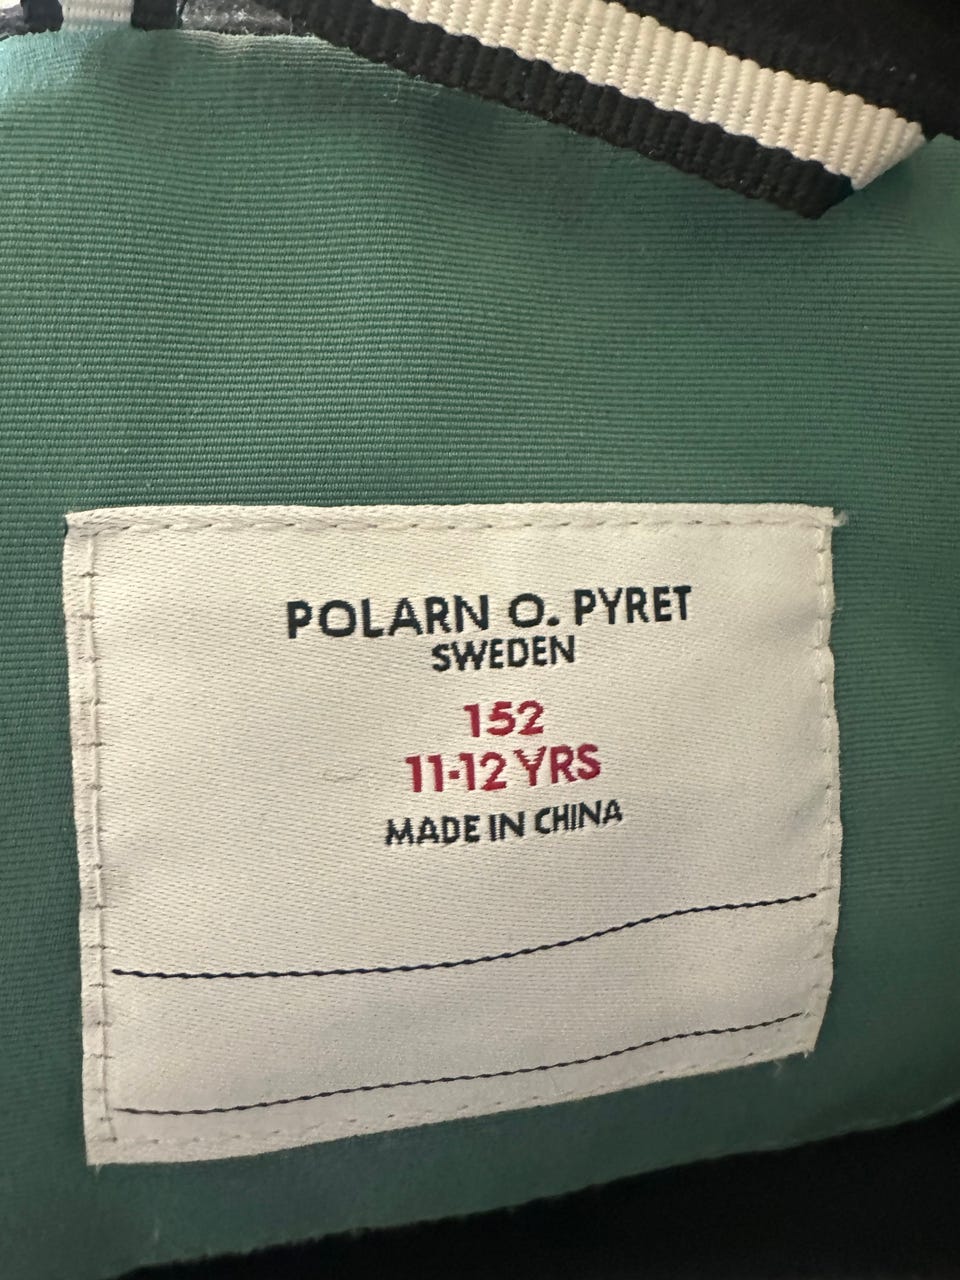 POLARN O. PYRET
SWEDEN
152
11-12 YRS
MADE IN CHINA